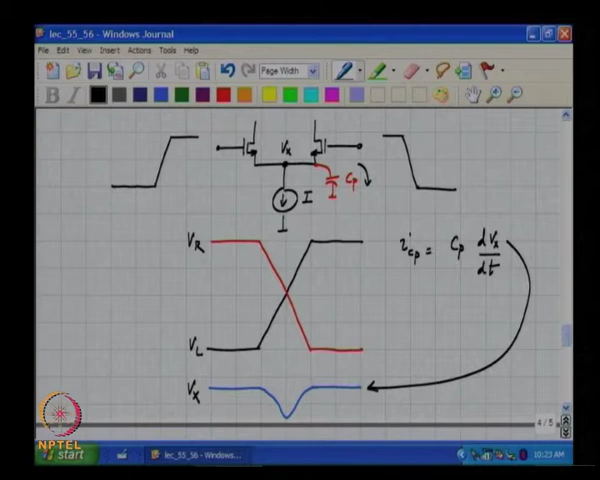 lec_55_56 - Windows Journal
File Edit View Insert Actions Tools Help
Page Width
B I
Vx
I
Cp
VR
VL
Vx
i_cp = Cp dVx/dt
4 / 5
NPTEL
start
lec_55_56 - Windows...
10:23 AM